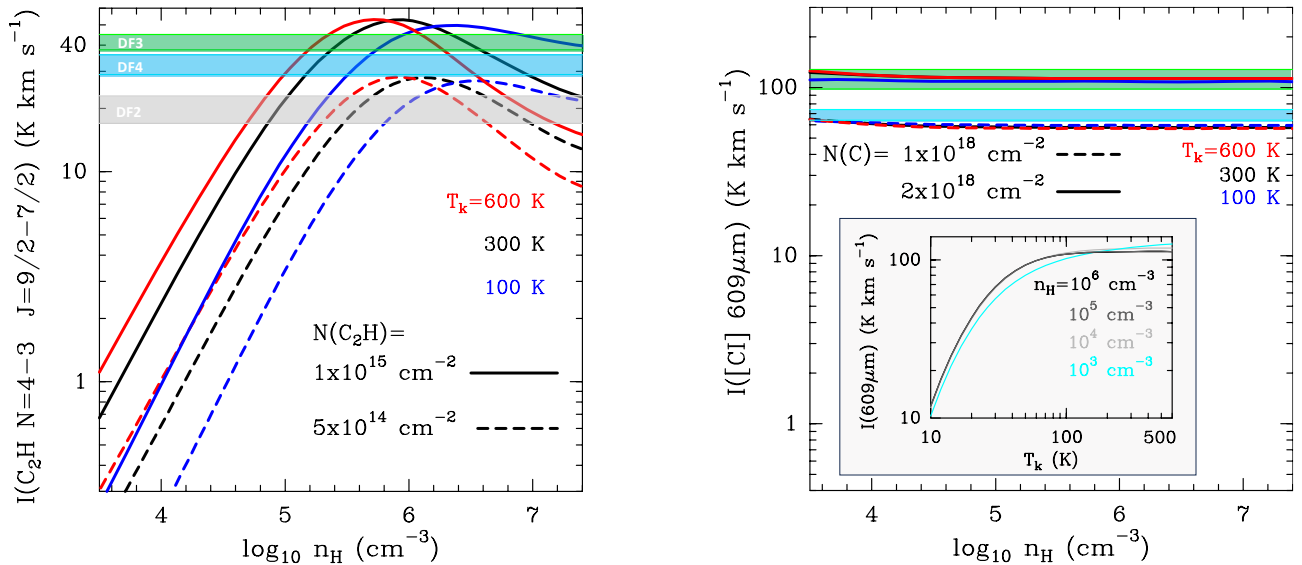 I(C₂H N=4−3 J=9/2−7/2) (K km s⁻¹)
40
10
1
DF3
DF4
DF2
Tₖ=600 K
300 K
100 K
N(C₂H)=
1x10¹⁵ cm⁻²
5x10¹⁴ cm⁻²
4
5
6
7
log₁₀ n_H (cm⁻³)
I([CI] 609μm) (K km s⁻¹)
100
10
1
N(C)= 1x10¹⁸ cm⁻²
2x10¹⁸ cm⁻²
Tₖ=600 K
300 K
100 K
I(609μm) (K km s⁻¹)
100
10
n_H=10⁶ cm⁻³
10⁵ cm⁻³
10⁴ cm⁻³
10³ cm⁻³
10
100
500
Tₖ (K)
4
5
6
7
log₁₀ n_H (cm⁻³)